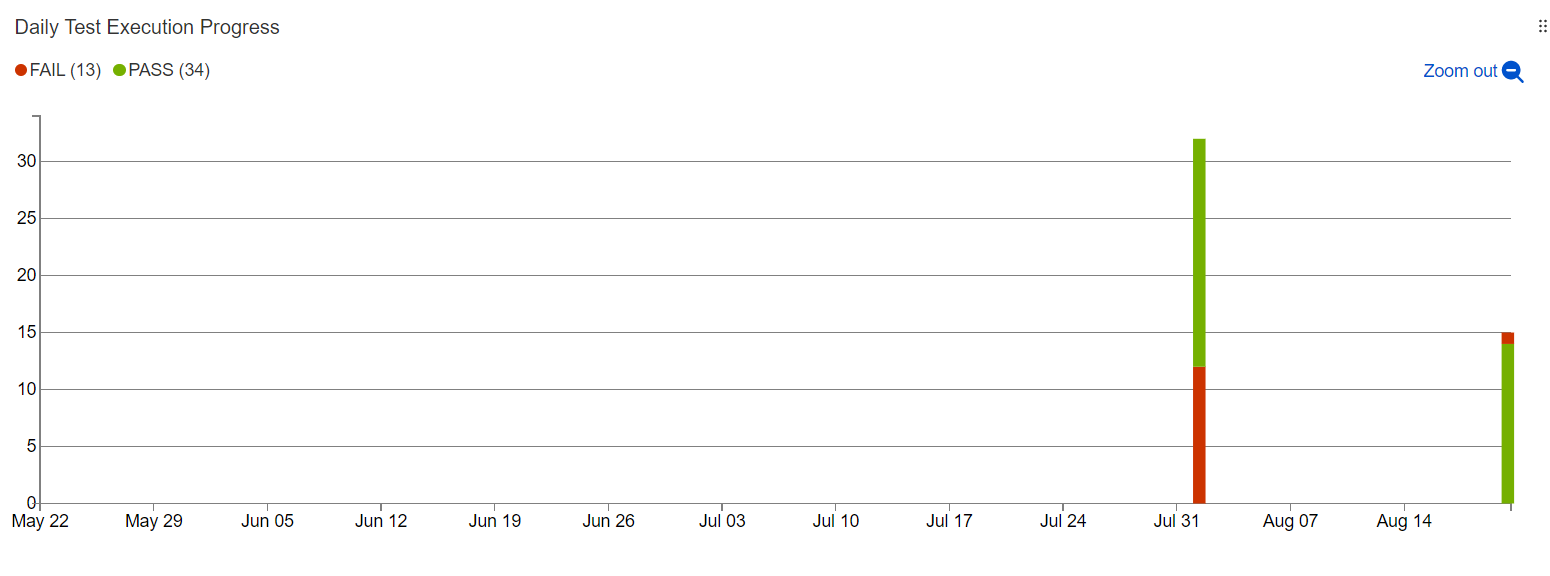 Daily Test Execution Progress
FAIL (13) PASS (34)
Zoom out
30
25
20
15
10
5
0
May 22 May 29 Jun 05 Jun 12 Jun 19 Jun 26 Jul 03 Jul 10 Jul 17 Jul 24 Jul 31 Aug 07 Aug 14